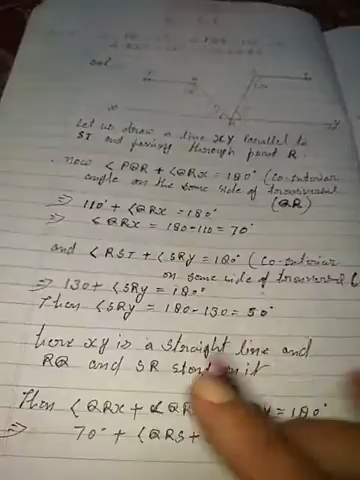 Sol.
Let us draw a line XY Parallel to
ST and passing through point R.
now <PQR + <QRX = 180° (co-interior
angle on the same side of transversal
(QR)
⇒ 110° + <QRX = 180°
⇒ <QRX = 180 - 110 = 70°
and <RST + <SRY = 180° (co-interior
on same side of transversal
⇒ 130 + <SRY = 180°
Then <SRY = 180 - 130 = 50°
here XY is a straight line and
RQ and SR stand on it
Then <QRX + <QR Y = 180°
⇒ 70° + <QRS +